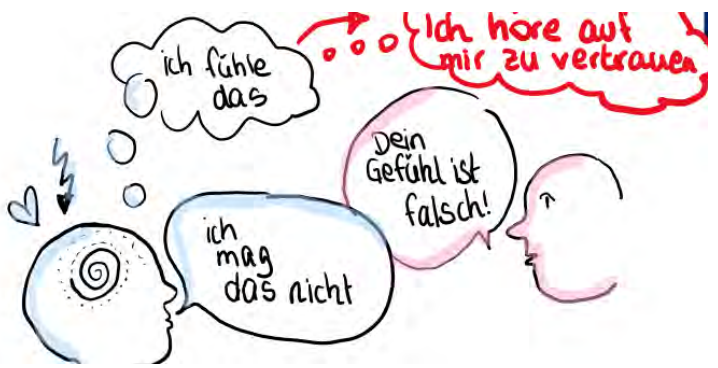 ich fühle
das
Ich höre auf
mir zu vertrauen
Dein
Gefühl ist
falsch!
ich
mag
das nicht